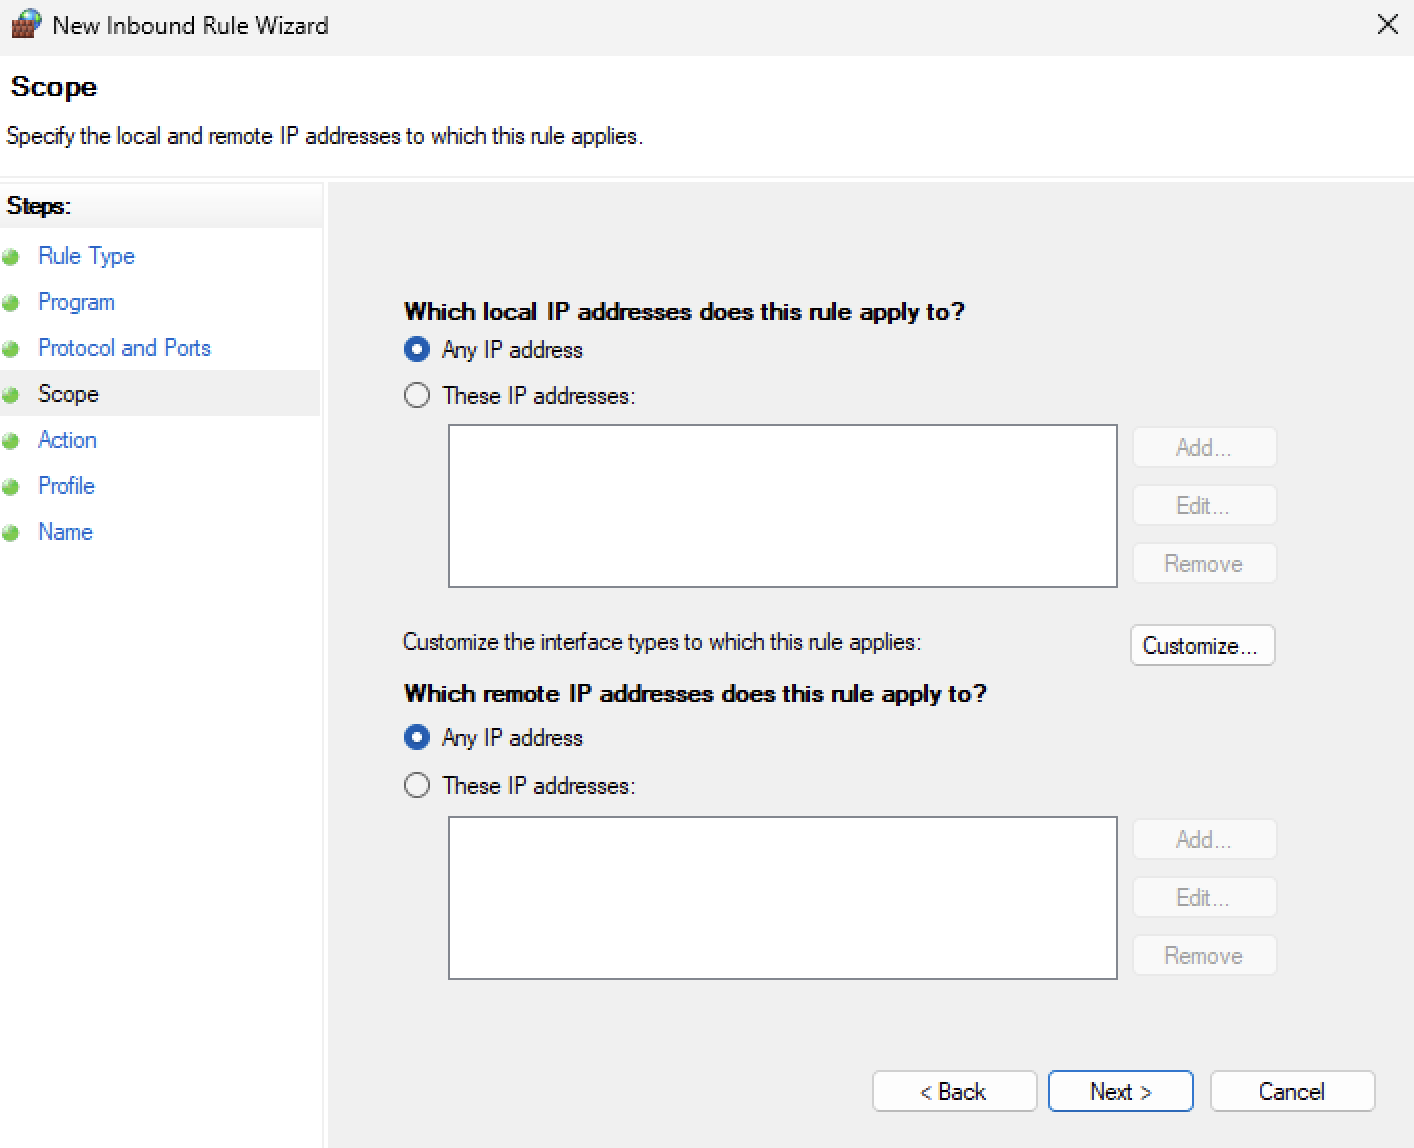 New Inbound Rule Wizard
Scope
Specify the local and remote IP addresses to which this rule applies.
Steps:
Rule Type
Program
Protocol and Ports
Scope
Action
Profile
Name
Which local IP addresses does this rule apply to?
Any IP address
These IP addresses:
Add...
Edit...
Remove
Customize the interface types to which this rule applies:
Customize...
Which remote IP addresses does this rule apply to?
Any IP address
These IP addresses:
Add...
Edit...
Remove
< Back
Next >
Cancel